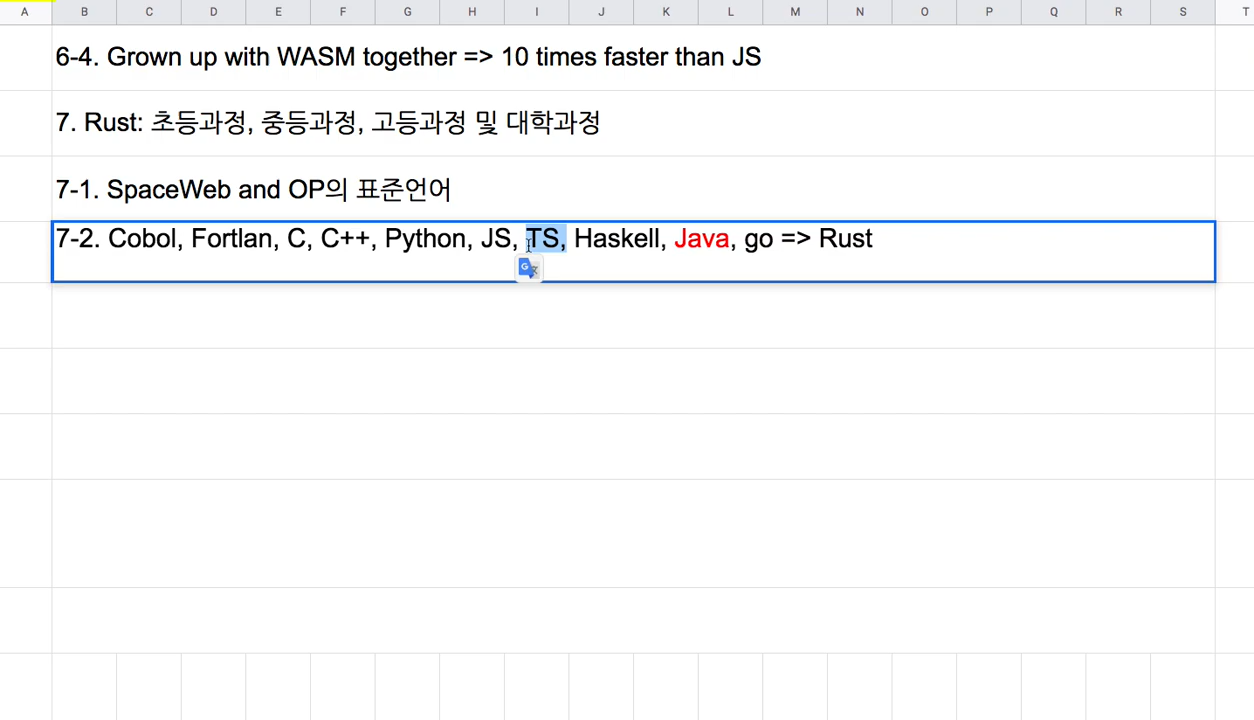 A B C D E F G H I J K L M N O P Q R S T
6-4. Grown up with WASM together => 10 times faster than JS
7. Rust: 초등과정, 중등과정, 고등과정 및 대학과정
7-1. SpaceWeb and OP의 표준언어
7-2. Cobol, Fortlan, C, C++, Python, JS, TS, Haskell, Java, go => Rust